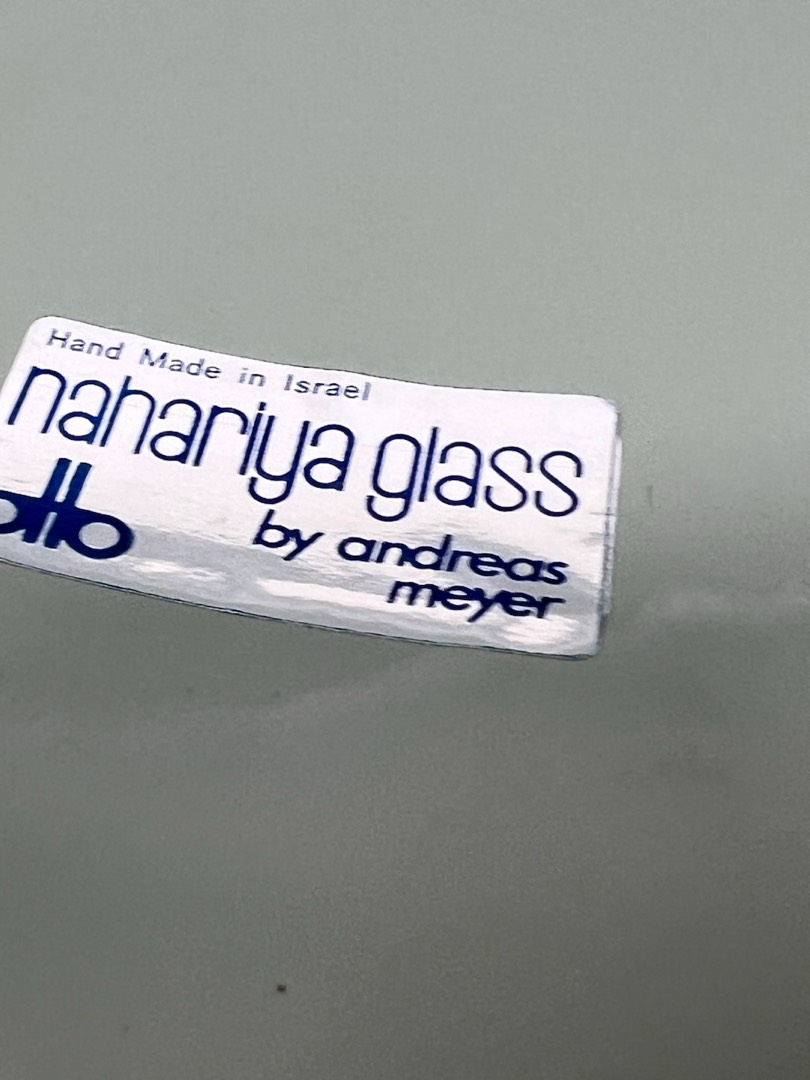 Hand Made in Israel
nahariya glass
by andreas
meyer